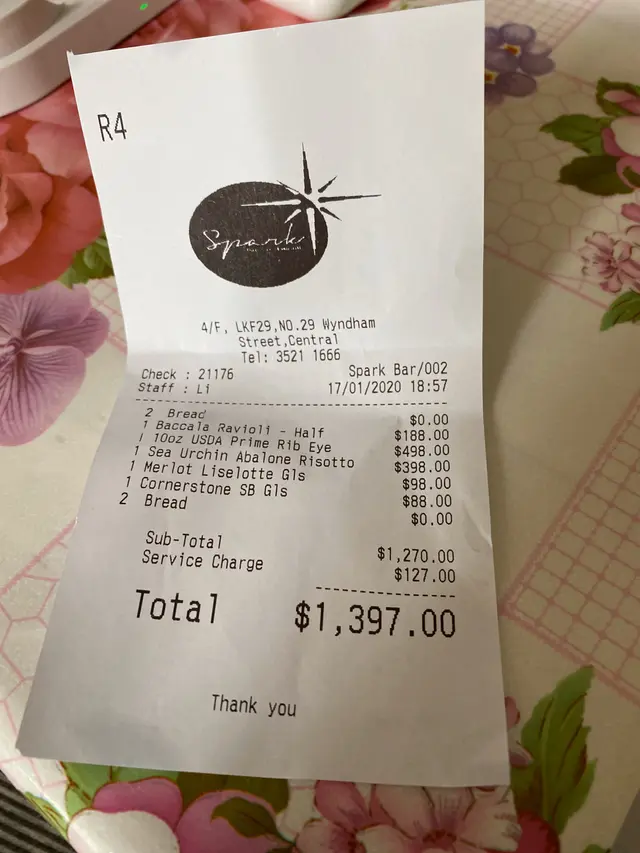 R4
Spark
4/F, LKF29,NO.29 Wyndham
Street,Central
Tel: 3521 1666
Check : 21176 Spark Bar/002
Staff : Li 17/01/2020 18:57
2 Bread $0.00
1 Baccala Ravioli - Half $188.00
1 10oz USDA Prime Rib Eye $498.00
1 Sea Urchin Abalone Risotto $398.00
1 Merlot Liselotte Gls $98.00
1 Cornerstone SB Gls $88.00
2 Bread $0.00
Sub-Total $1,270.00
Service Charge $127.00
Total $1,397.00
Thank you